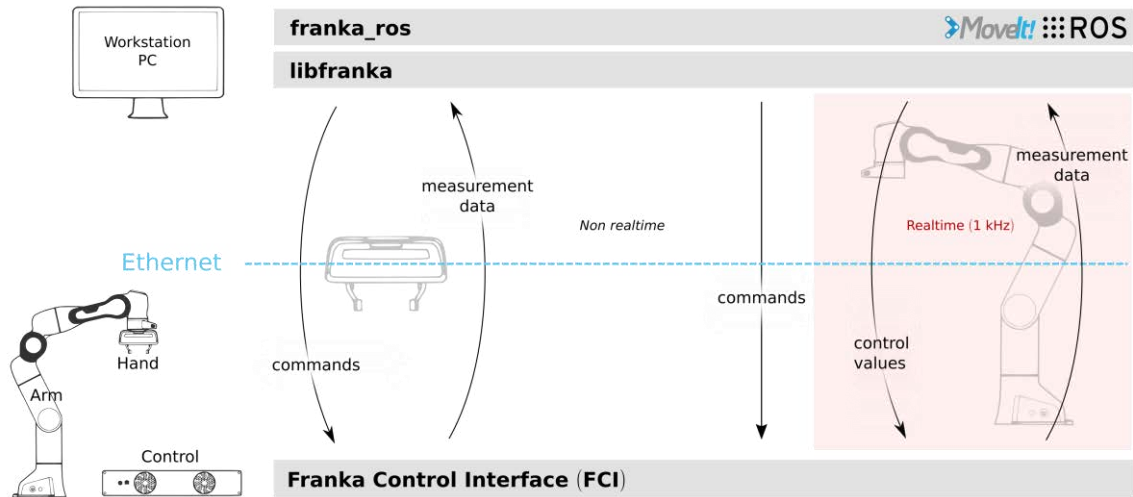 Workstation
PC
franka_ros
MoveIt! ROS
libfranka
measurement
data
measurement
data
Non realtime
Realtime (1 kHz)
Ethernet
commands
control
values
commands
Hand
Arm
Control
Franka Control Interface (FCI)